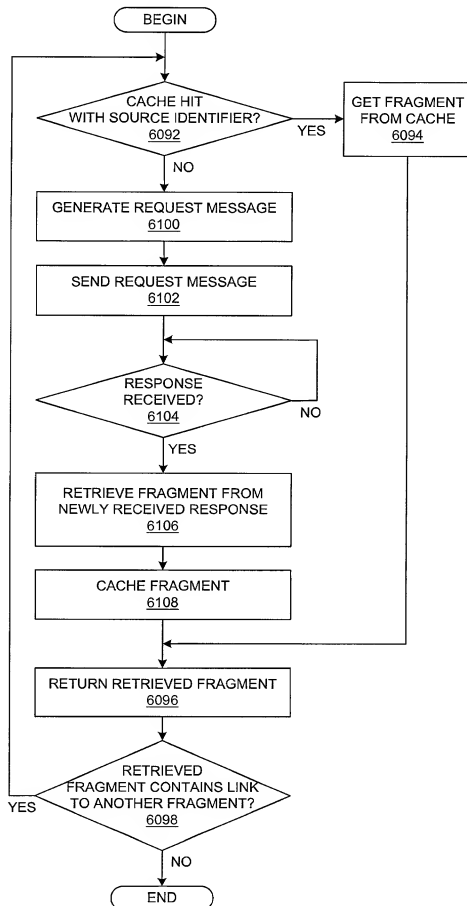 BEGIN
CACHE HIT
WITH SOURCE IDENTIFIER?
6092
YES
NO
GET FRAGMENT
FROM CACHE
6094
GENERATE REQUEST MESSAGE
6100
SEND REQUEST MESSAGE
6102
RESPONSE
RECEIVED?
6104
NO
YES
RETRIEVE FRAGMENT FROM
NEWLY RECEIVED RESPONSE
6106
CACHE FRAGMENT
6108
RETURN RETRIEVED FRAGMENT
6096
RETRIEVED
FRAGMENT CONTAINS LINK
TO ANOTHER FRAGMENT?
6098
YES
NO
END